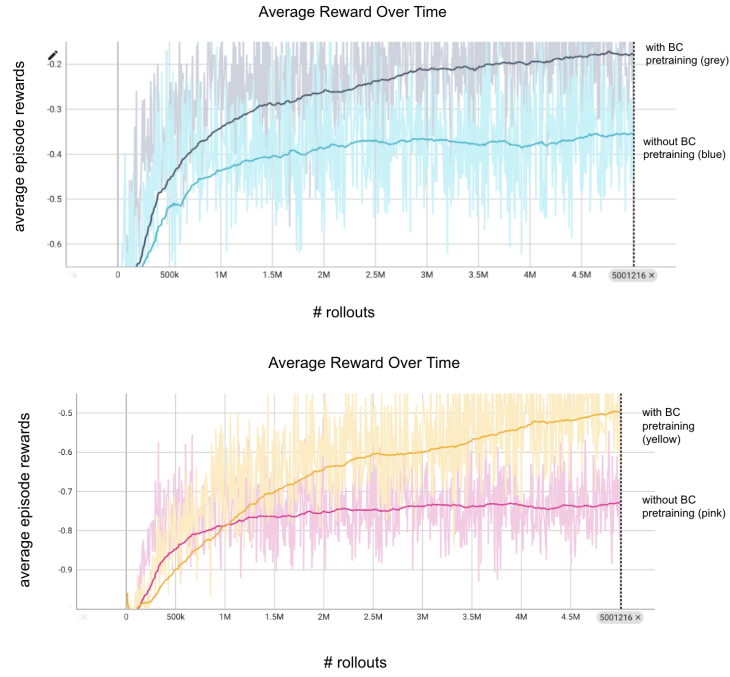 Average Reward Over Time
average episode rewards
-0.2
-0.3
-0.4
-0.5
-0.6
0
500k
1M
1.5M
2M
2.5M
3M
3.5M
4M
4.5M
5001216 ×
with BC
pretraining (grey)
without BC
pretraining (blue)
# rollouts
Average Reward Over Time
average episode rewards
-0.5
-0.6
-0.7
-0.8
-0.9
0
500k
1M
1.5M
2M
2.5M
3M
3.5M
4M
4.5M
5001216 ×
with BC
pretraining
(yellow)
without BC
pretraining (pink)
# rollouts